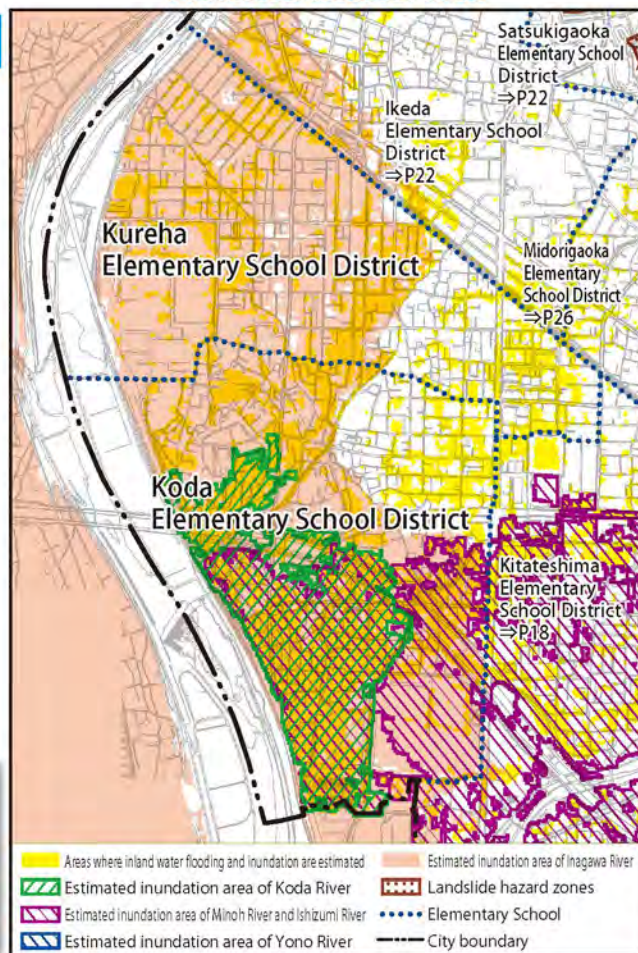 Satsukigaoka
Elementary School
District
⇒P22
Ikeda
Elementary School
District
⇒P22
Kureha
Elementary School District
Midorigaoka
Elementary
School District
⇒P26
Koda
Elementary School District
Kitateshima
Elementary
School District
⇒P18
Areas where inland water flooding and inundation are estimated
Estimated inundation area of Inagawa River
Estimated inundation area of Koda River
Landslide hazard zones
Estimated inundation area of Minoh River and Ishizumi River
Elementary School
Estimated inundation area of Yono River
City boundary